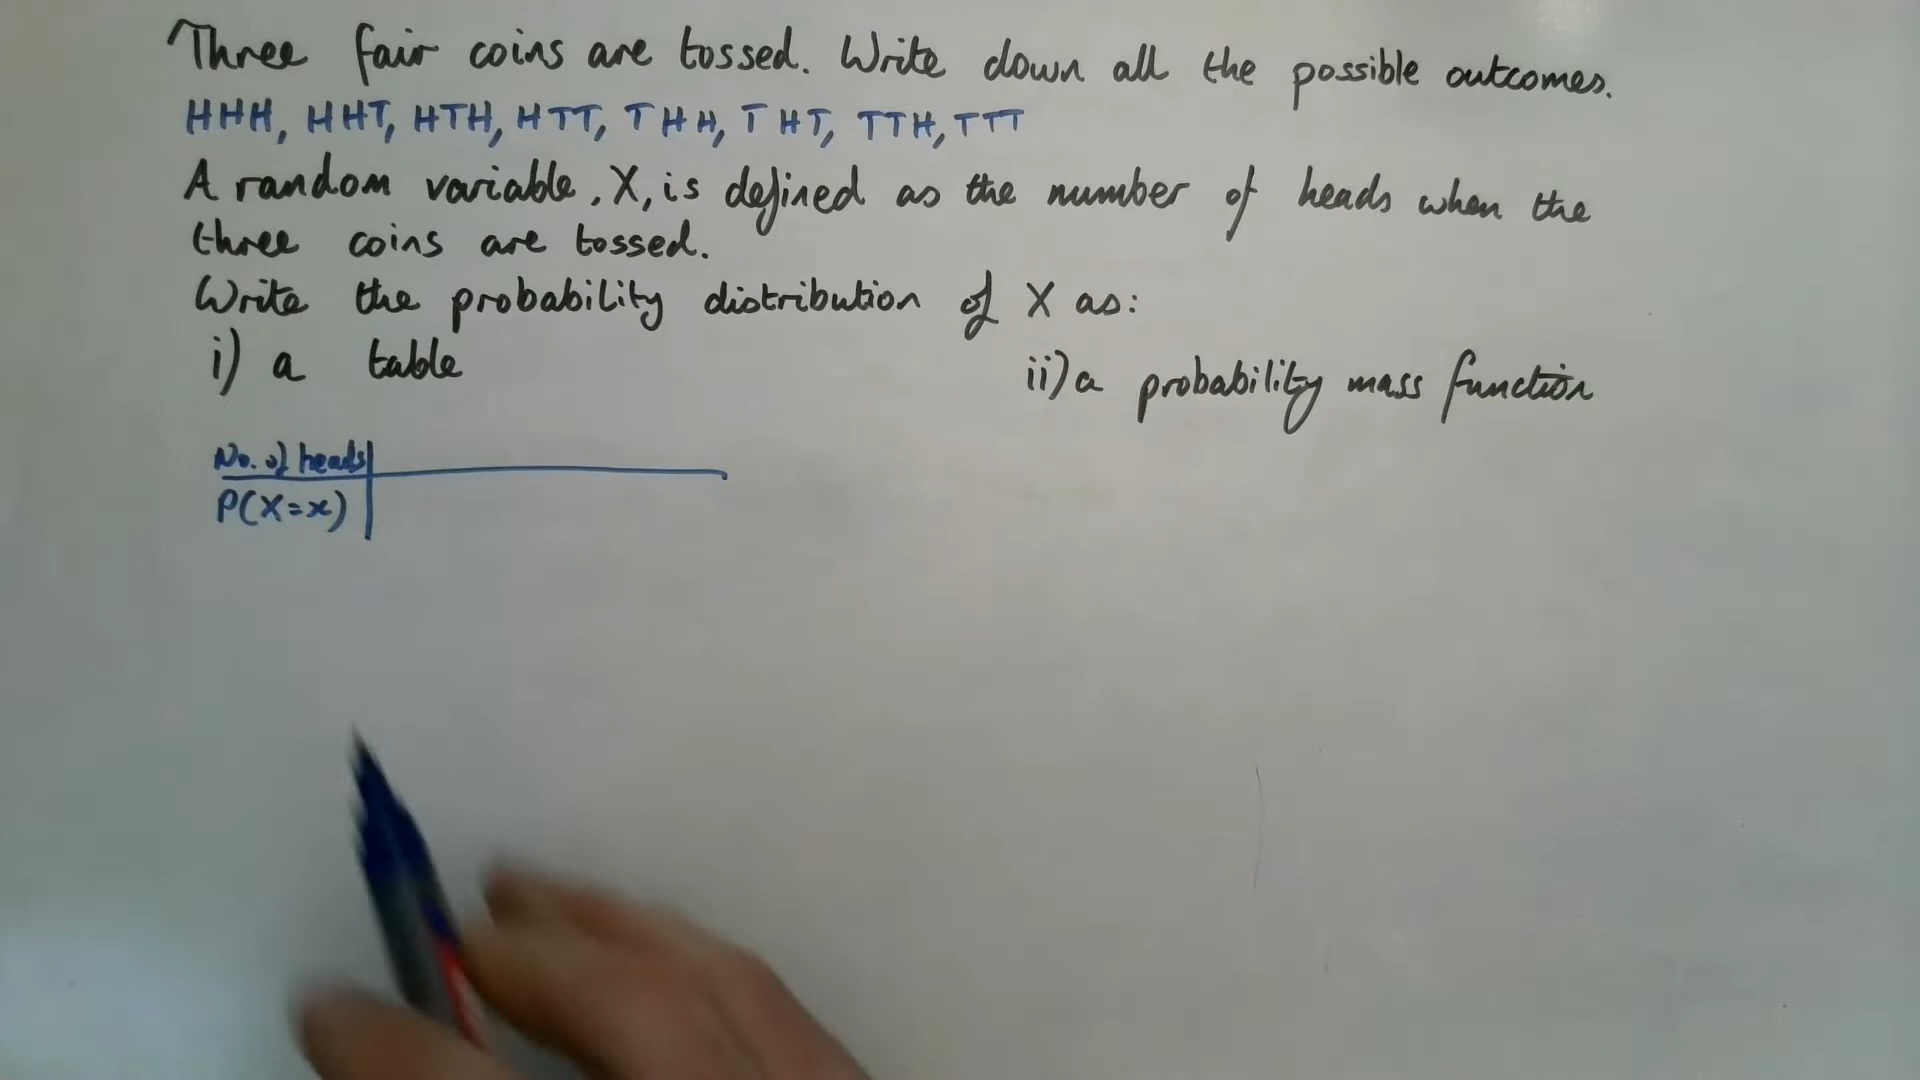 Three fair coins are tossed. Write down all the possible outcomes.
HHH, HHT, HTH, HTT, THH, THT, TTH, TTT
A random variable, X, is defined as the number of heads when the
three coins are tossed.
Write the probability distribution of X as:
i) a table
ii) a probability mass function
No. of heads
P(X=x)